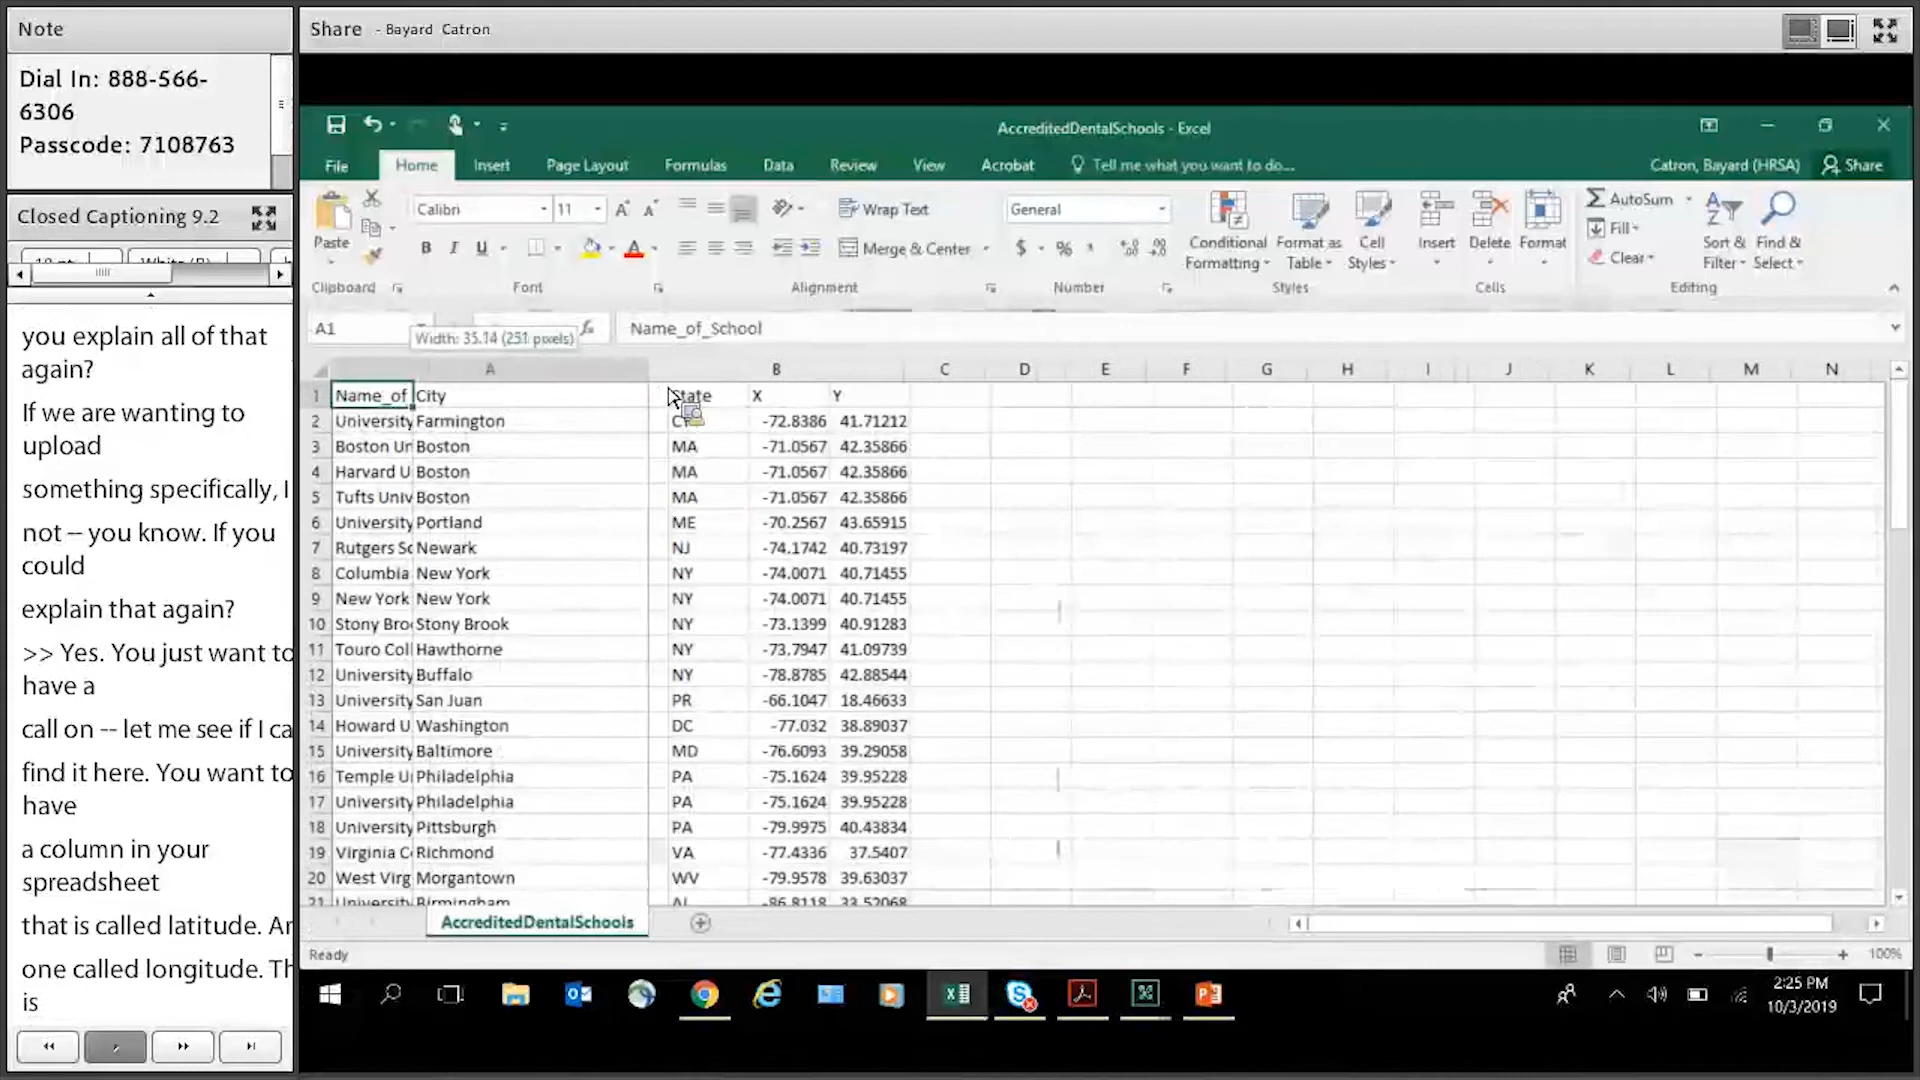 Note
Dial In: 888-566-
6306
Passcode: 7108763
Closed Captioning 9.2
you explain all of that
again?
If we are wanting to
upload
something specifically, I
not -- you know. If you
could
explain that again?
>> Yes. You just want to
have a
call on -- let me see if I ca
find it here. You want to
have
a column in your
spreadsheet
that is called latitude. Ar
one called longitude. Th
is
Share - Bayard Catron
AccreditedDentalSchools - Excel
File Home Insert Page Layout Formulas Data Review View Acrobat Tell me what you want to do... Catron, Bayard (HRSA) Share
Paste
Calibri 11
B I U A
Wrap Text
Merge & Center
General
$ %
Conditional
Formatting
Format as
Table
Cell
Styles
Insert Delete Format
AutoSum
Fill
Clear
Sort &
Filter
Find &
Select
Clipboard Font Alignment Number Styles Cells Editing
A1 fx Name_of_School
Width: 35.14 (251 pixels)
A B C D E F G H I J K L M N
1 Name_of City State X Y
2 University Farmington -72.8386 41.71212
3 Boston Un Boston MA -71.0567 42.35866
4 Harvard U Boston MA -71.0567 42.35866
5 Tufts Univ Boston MA -71.0567 42.35866
6 University Portland ME -70.2567 43.65915
7 Rutgers Sc Newark NJ -74.1742 40.73197
8 Columbia New York NY -74.0071 40.71455
9 New York New York NY -74.0071 40.71455
10 Stony Broo Stony Brook NY -73.1399 40.91283
11 Touro Coll Hawthorne NY -73.7947 41.09739
12 University Buffalo NY -78.8785 42.88544
13 University San Juan PR -66.1047 18.46633
14 Howard U Washington DC -77.032 38.89037
15 University Baltimore MD -76.6093 39.29058
16 Temple U Philadelphia PA -75.1624 39.95228
17 University Philadelphia PA -75.1624 39.95228
18 University Pittsburgh PA -79.9975 40.43834
19 Virginia C Richmond VA -77.4336 37.5407
20 West Virg Morgantown WV -79.9578 39.63037
21 University Birmingham AL -86.8118 33.52068
AccreditedDentalSchools
Ready
100%
2:25 PM
10/3/2019